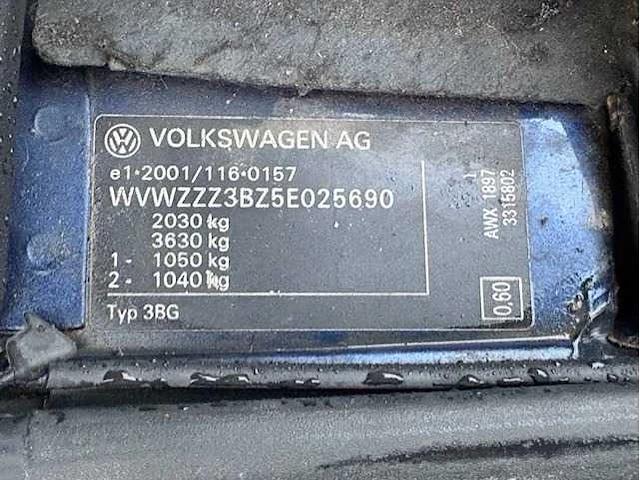 VOLKSWAGEN AG
e1*2001/116*0157
WVWZZZ3BZ5E025690
2030 kg
3630 kg
1- 1050 kg
2- 1040 kg
Typ 3BG
1
AWX 1897
3315802
0,60